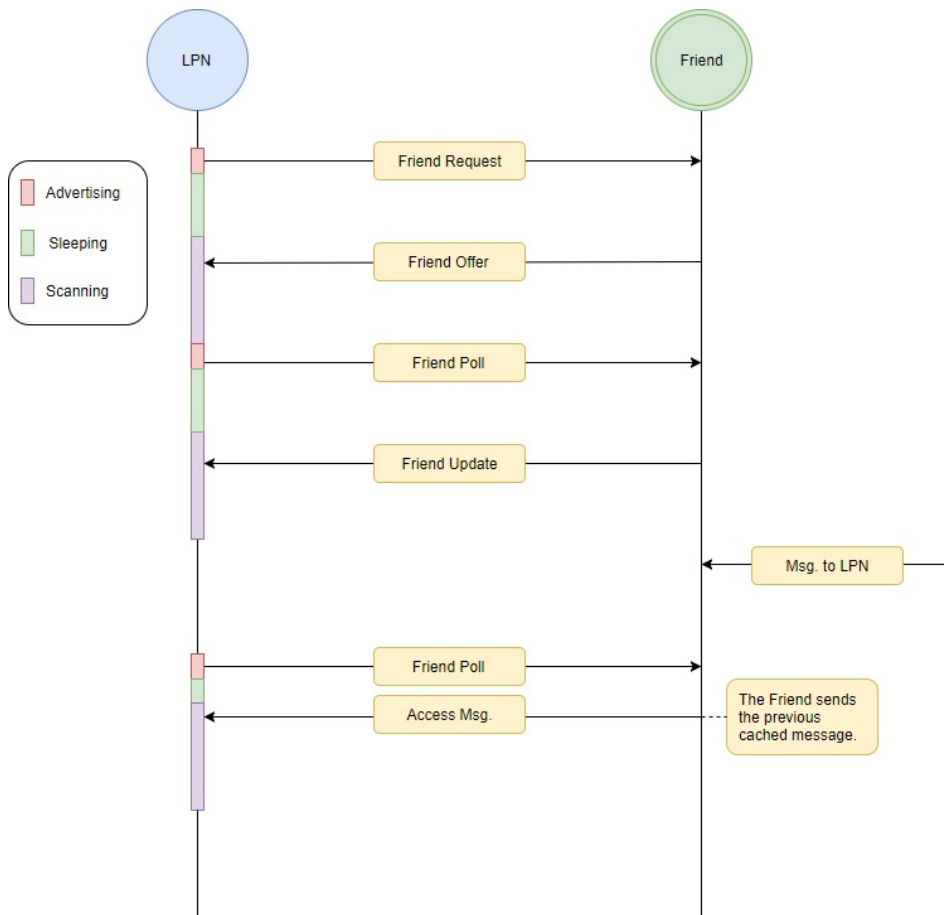 LPN
Friend
Friend Request
Advertising
Sleeping
Friend Offer
Scanning
Friend Poll
Friend Update
Msg. to LPN
Friend Poll
The Friend sends
the previous
cached message.
Access Msg.